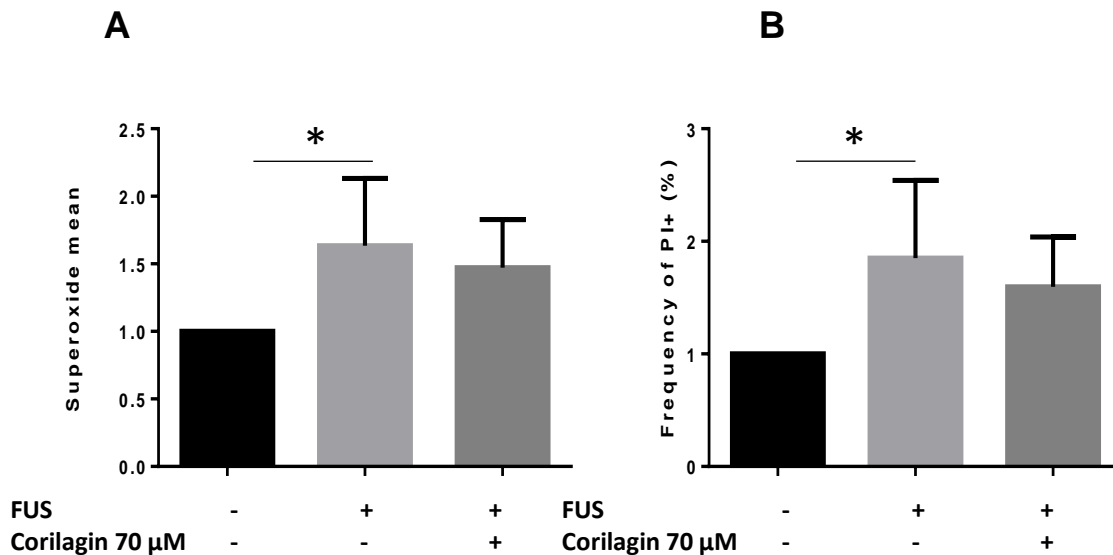 A
B
Superoxide mean
2.5
2.0
1.5
1.0
0.5
0.0
*
Frequency of PI+ (%)
3
2
1
0
*
FUS - + +
Corilagin 70 µM - - +
FUS - + +
Corilagin 70 µM - - +